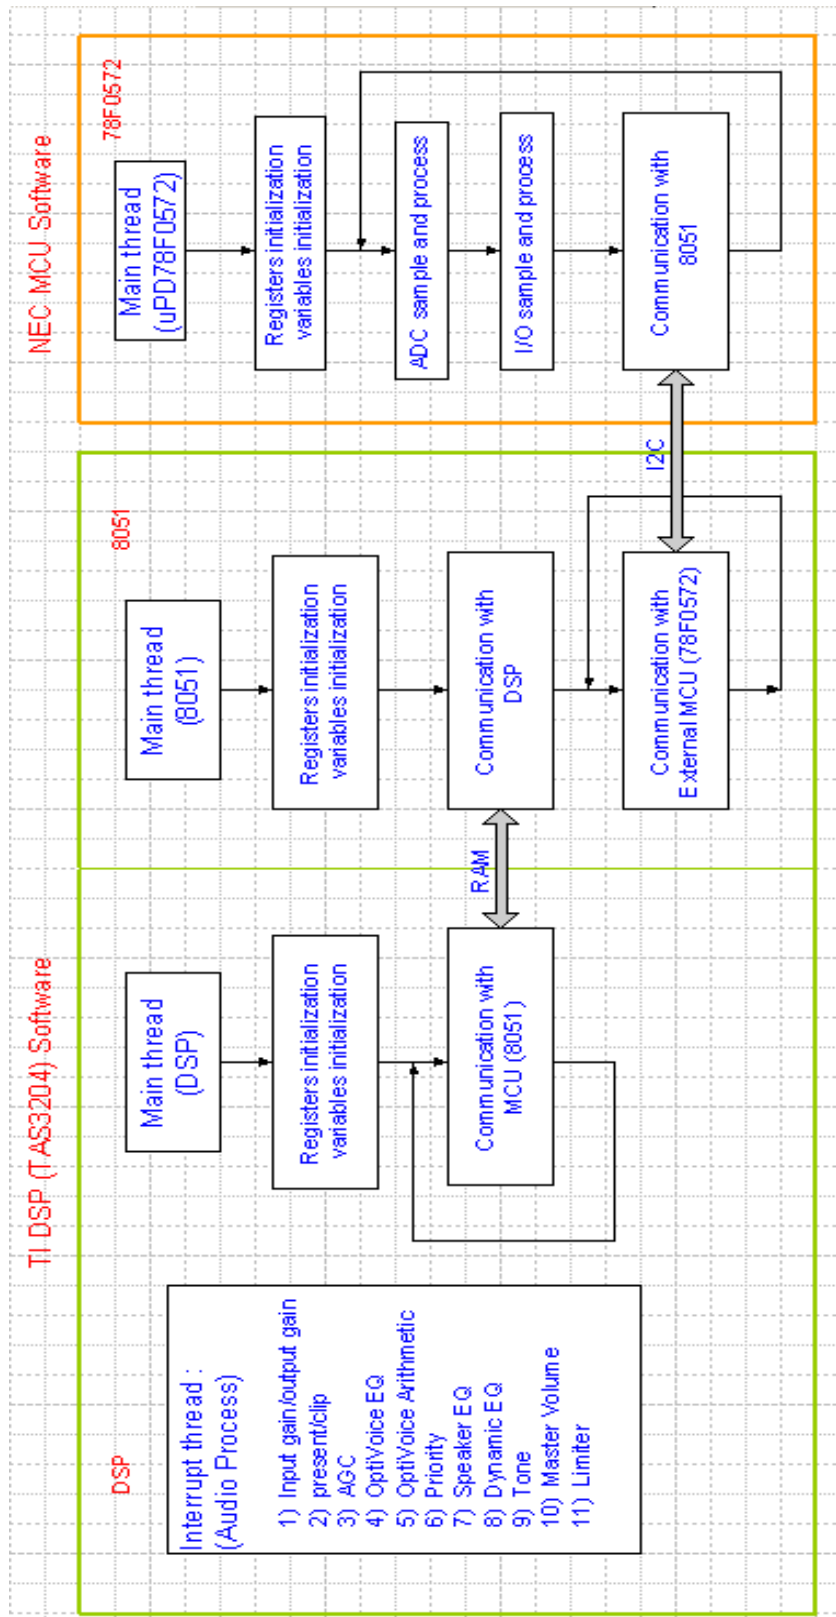 TI DSP (TAS3204) Software
NEC MCU Software
DSP
Interrupt thread :
(Audio Process)
1) Input gain/output gain
2) present/clip
3) AGC
4) OptiVoice EQ
5) OptiVoice Arithmetic
6) Priority
7) Speaker EQ
8) Dynamic EQ
9) Tone
10) Master Volume
11) Limiter
Main thread
(DSP)
Registers initialization
variables initialization
Communication with
MCU (8051)
RAM
8051
Main thread
(8051)
Registers initialization
variables initialization
Communication with
DSP
Communication with
External MCU (78F0572)
I2C
78F0572
Main thread
(uPD78F0572)
Registers initialization
variables initialization
ADC sample and process
I/O sample and process
Communication with
8051